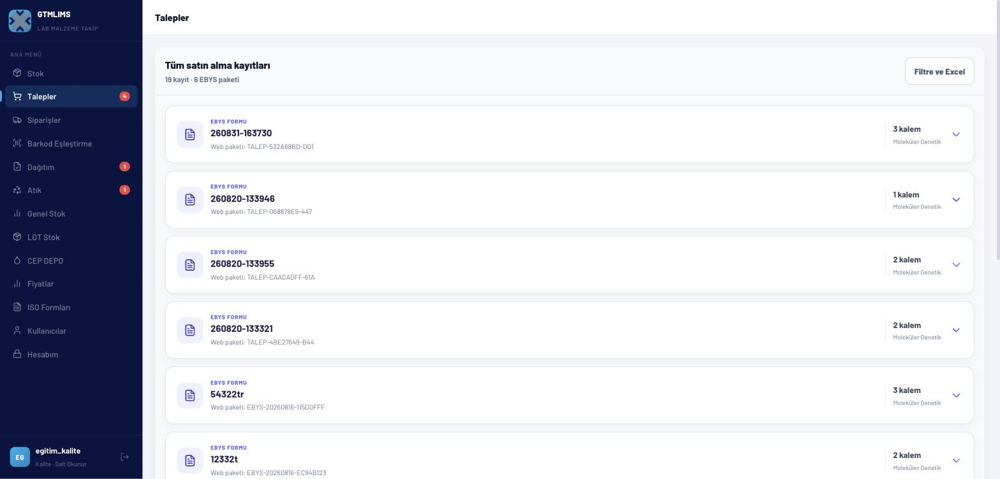 GTMLIMS
LAB MALZEME TAKİP
ANA MENÜ
Stok
Talepler 4
Siparişler
Barkod Eşleştirme
Dağıtım 1
Atık 1
Genel Stok
LOT Stok
CEP DEPO
Fiyatlar
ISO Formları
Kullanıcılar
Hesabım
EG
egitim_kalite
Kalite · Salt Okunur
Talepler
Tüm satın alma kayıtları
19 kayıt · 6 EBYS paketi
Filtre ve Excel
EBYS FORMU
260831-163730
Web paketi: TALEP-532A68BD-DD1
3 kalem
Moleküler Genetik
EBYS FORMU
260820-133946
Web paketi: TALEP-068878E9-447
1 kalem
Moleküler Genetik
EBYS FORMU
260820-133955
Web paketi: TALEP-CAACADFF-61A
2 kalem
Moleküler Genetik
EBYS FORMU
260820-133321
Web paketi: TALEP-4BE27649-B44
2 kalem
Moleküler Genetik
EBYS FORMU
54322tr
Web paketi: EBYS-20260816-115D0FFF
3 kalem
Moleküler Genetik
EBYS FORMU
12332t
Web paketi: EBYS-20260816-EC94B123
2 kalem
Moleküler Genetik